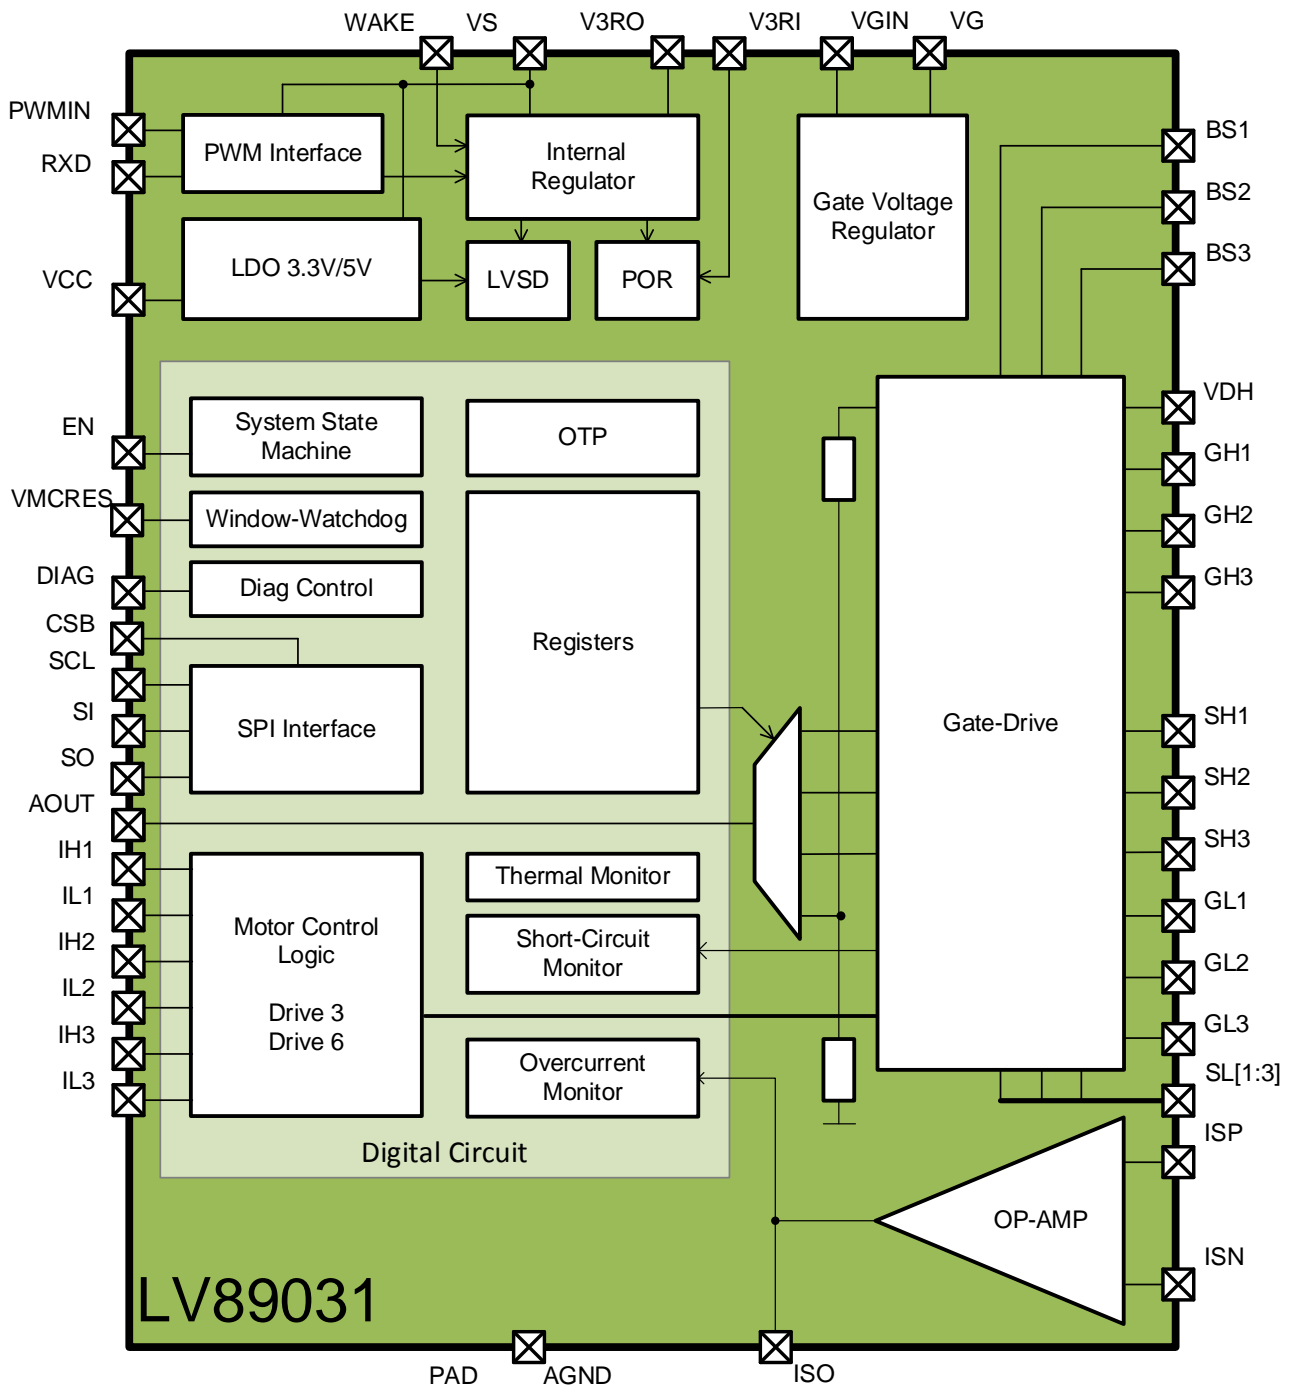 WAKE
VS
V3RO
V3RI
VGIN
VG
PWMIN
RXD
VCC
EN
VMCRES
DIAG
CSB
SCL
SI
SO
AOUT
IH1
IL1
IH2
IL2
IH3
IL3
PWM Interface
Internal
Regulator
Gate Voltage
Regulator
LDO 3.3V/5V
LVSD
POR
System State
Machine
OTP
Window-Watchdog
Diag Control
Registers
SPI Interface
Gate-Drive
Thermal Monitor
Motor Control
Logic
Drive 3
Drive 6
Short-Circuit
Monitor
Overcurrent
Monitor
Digital Circuit
OP-AMP
BS1
BS2
BS3
VDH
GH1
GH2
GH3
SH1
SH2
SH3
GL1
GL2
GL3
SL[1:3]
ISP
ISN
LV89031
PAD
AGND
ISO